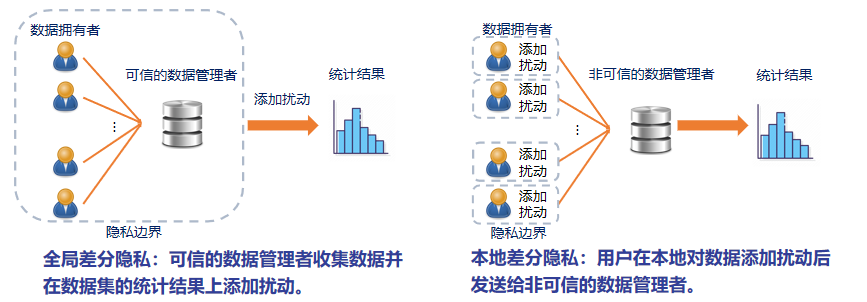 数据拥有者
可信的数据管理者
添加扰动
统计结果
...
隐私边界
全局差分隐私：可信的数据管理者收集数据并
在数据集的统计结果上添加扰动。
数据拥有者
添加
扰动
添加
扰动
...
添加
扰动
添加
扰动
非可信的数据管理者
统计结果
隐私边界
本地差分隐私：用户在本地对数据添加扰动后
发送给非可信的数据管理者。